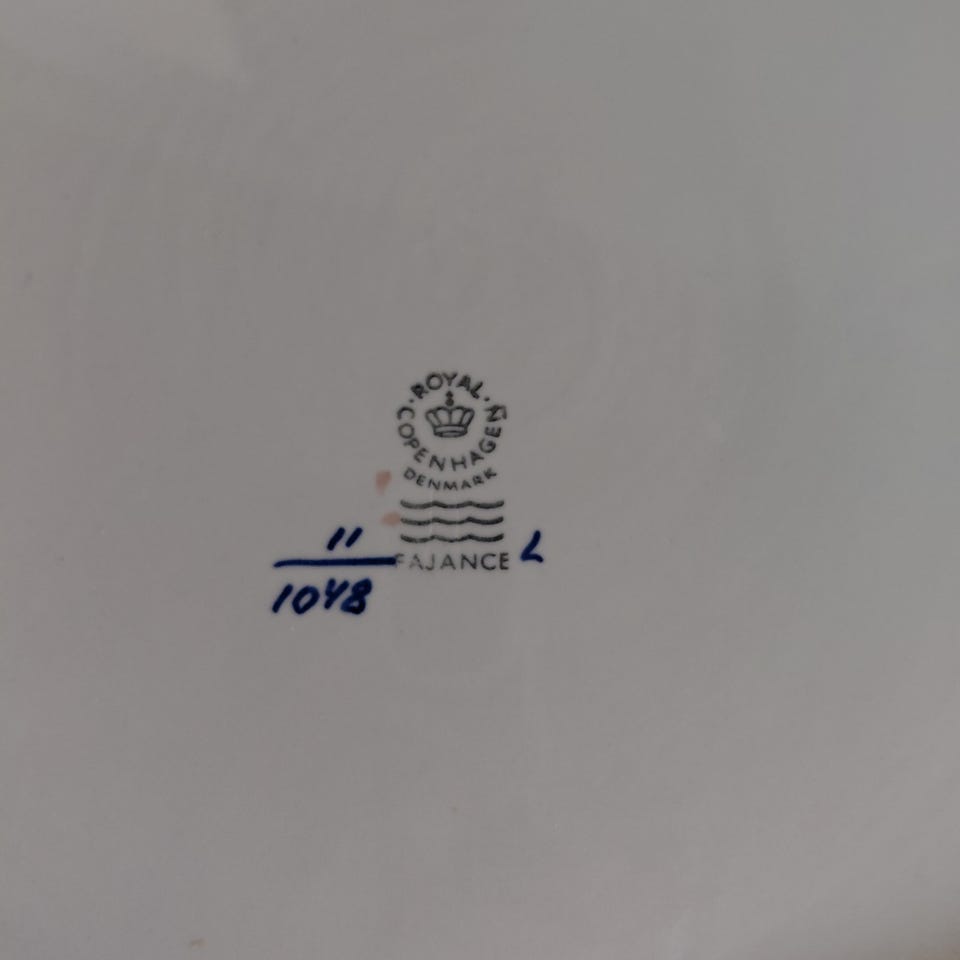 ROYAL
COPENHAGEN
DENMARK
FAJANCE L
11
1048